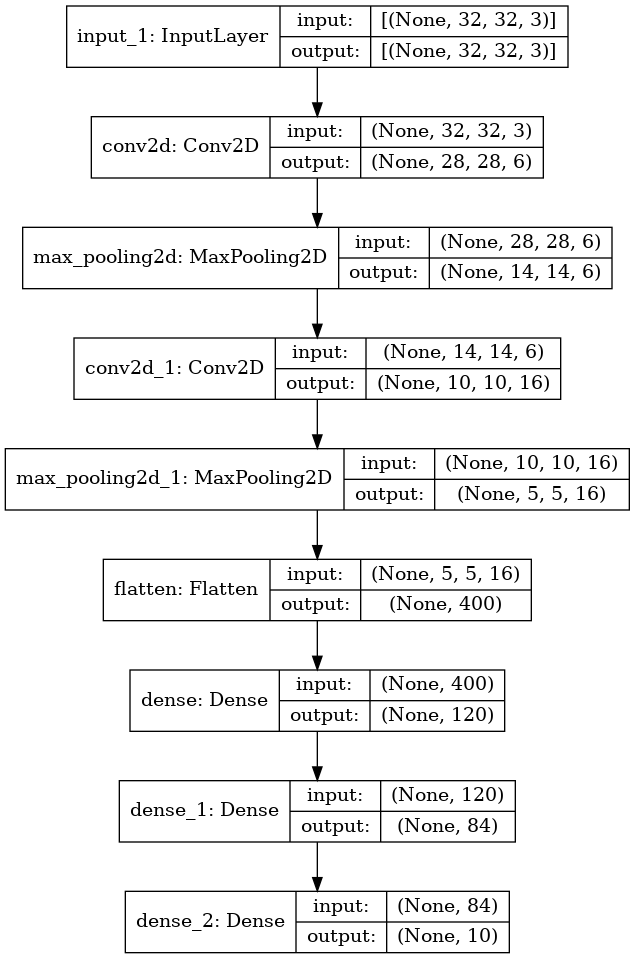 input_1: InputLayer
input: [(None, 32, 32, 3)]
output: [(None, 32, 32, 3)]
conv2d: Conv2D
input: (None, 32, 32, 3)
output: (None, 28, 28, 6)
max_pooling2d: MaxPooling2D
input: (None, 28, 28, 6)
output: (None, 14, 14, 6)
conv2d_1: Conv2D
input: (None, 14, 14, 6)
output: (None, 10, 10, 16)
max_pooling2d_1: MaxPooling2D
input: (None, 10, 10, 16)
output: (None, 5, 5, 16)
flatten: Flatten
input: (None, 5, 5, 16)
output: (None, 400)
dense: Dense
input: (None, 400)
output: (None, 120)
dense_1: Dense
input: (None, 120)
output: (None, 84)
dense_2: Dense
input: (None, 84)
output: (None, 10)